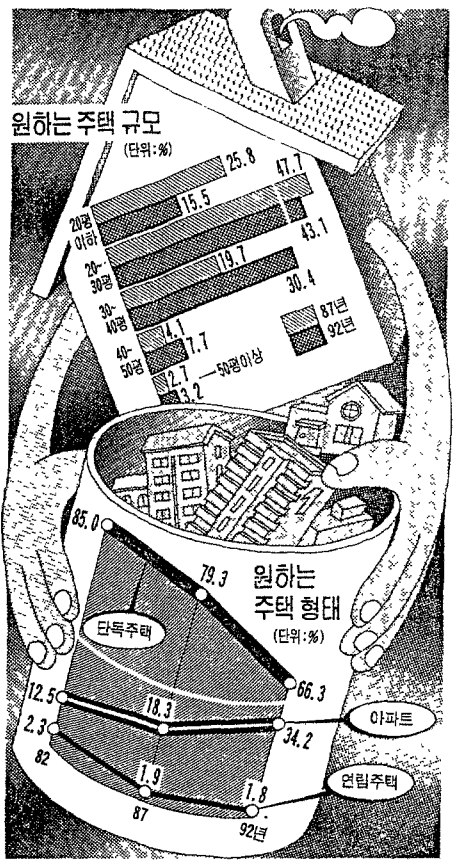 원하는 주택 규모
(단위:%)
20평
이하
25.8
15.5
20~
30평
47.7
43.1
30~
40평
19.7
30.4
40~
50평
4.1
7.7
2.7
3.2
50평이상
87년
92년
원하는
주택 형태
(단위:%)
85.0
79.3
66.3
단독주택
12.5
18.3
34.2
아파트
2.3
1.9
1.8
연립주택
82
87
92년